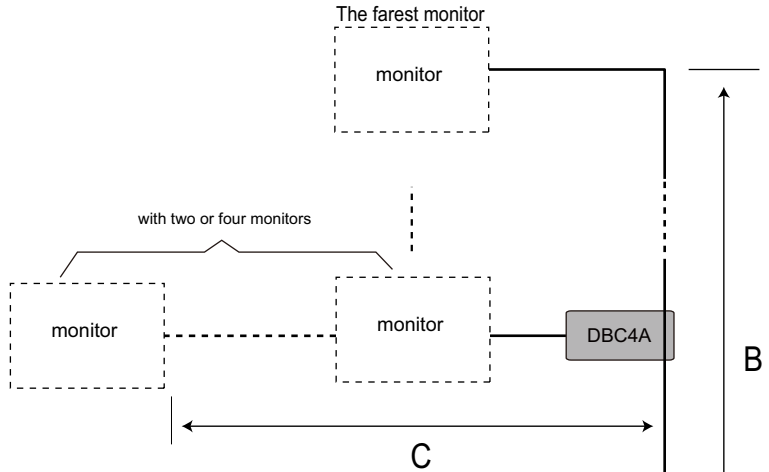 The farest monitor
monitor
with two or four monitors
monitor
monitor
DBC4A
B
C